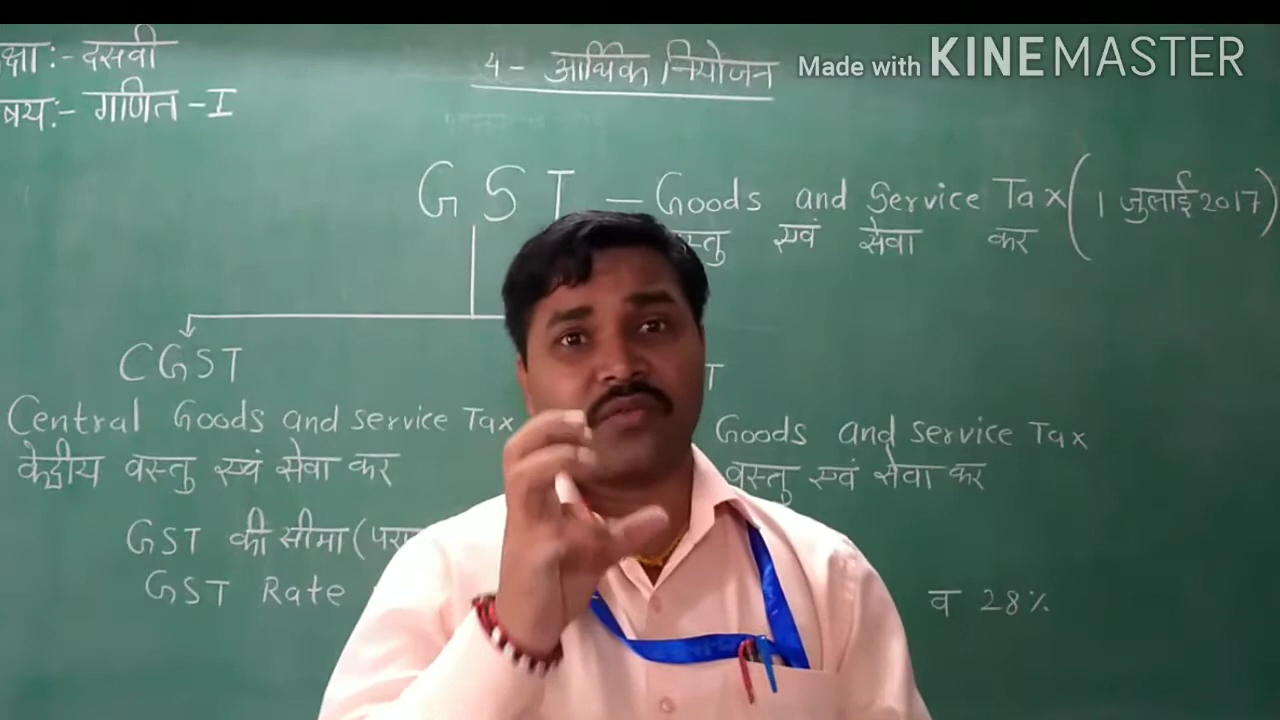 क्षा:- दसवी
षय:- गणित -I
4 - आर्थिक नियोजन
Made with KINEMASTER
GST — Goods and Service Tax (1 जुलाई 2017)
स्तु एवं सेवा कर
CGST
T
Central Goods and service Tax
Goods and service Tax
केंद्रीय वस्तु एवं सेवा कर
वस्तु एवं सेवा कर
GST की सीमा (
GST Rate
व 28%